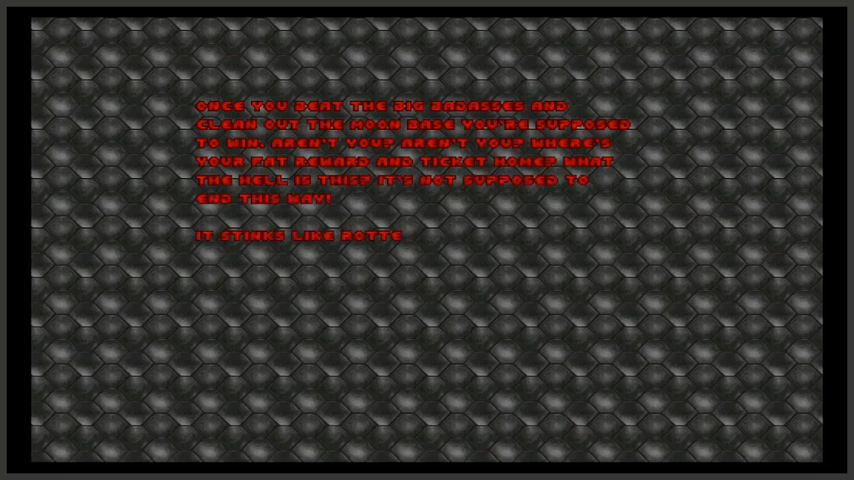 ONCE YOU BEAT THE BIG BADASSES AND
CLEAN OUT THE MOON BASE YOU'RE SUPPOSED
TO WIN, AREN'T YOU? AREN'T YOU? WHERE'S
YOUR FAT REWARD AND TICKET HOME? WHAT
THE HELL IS THIS? IT'S NOT SUPPOSED TO
END THIS WAY!
IT STINKS LIKE ROTTE